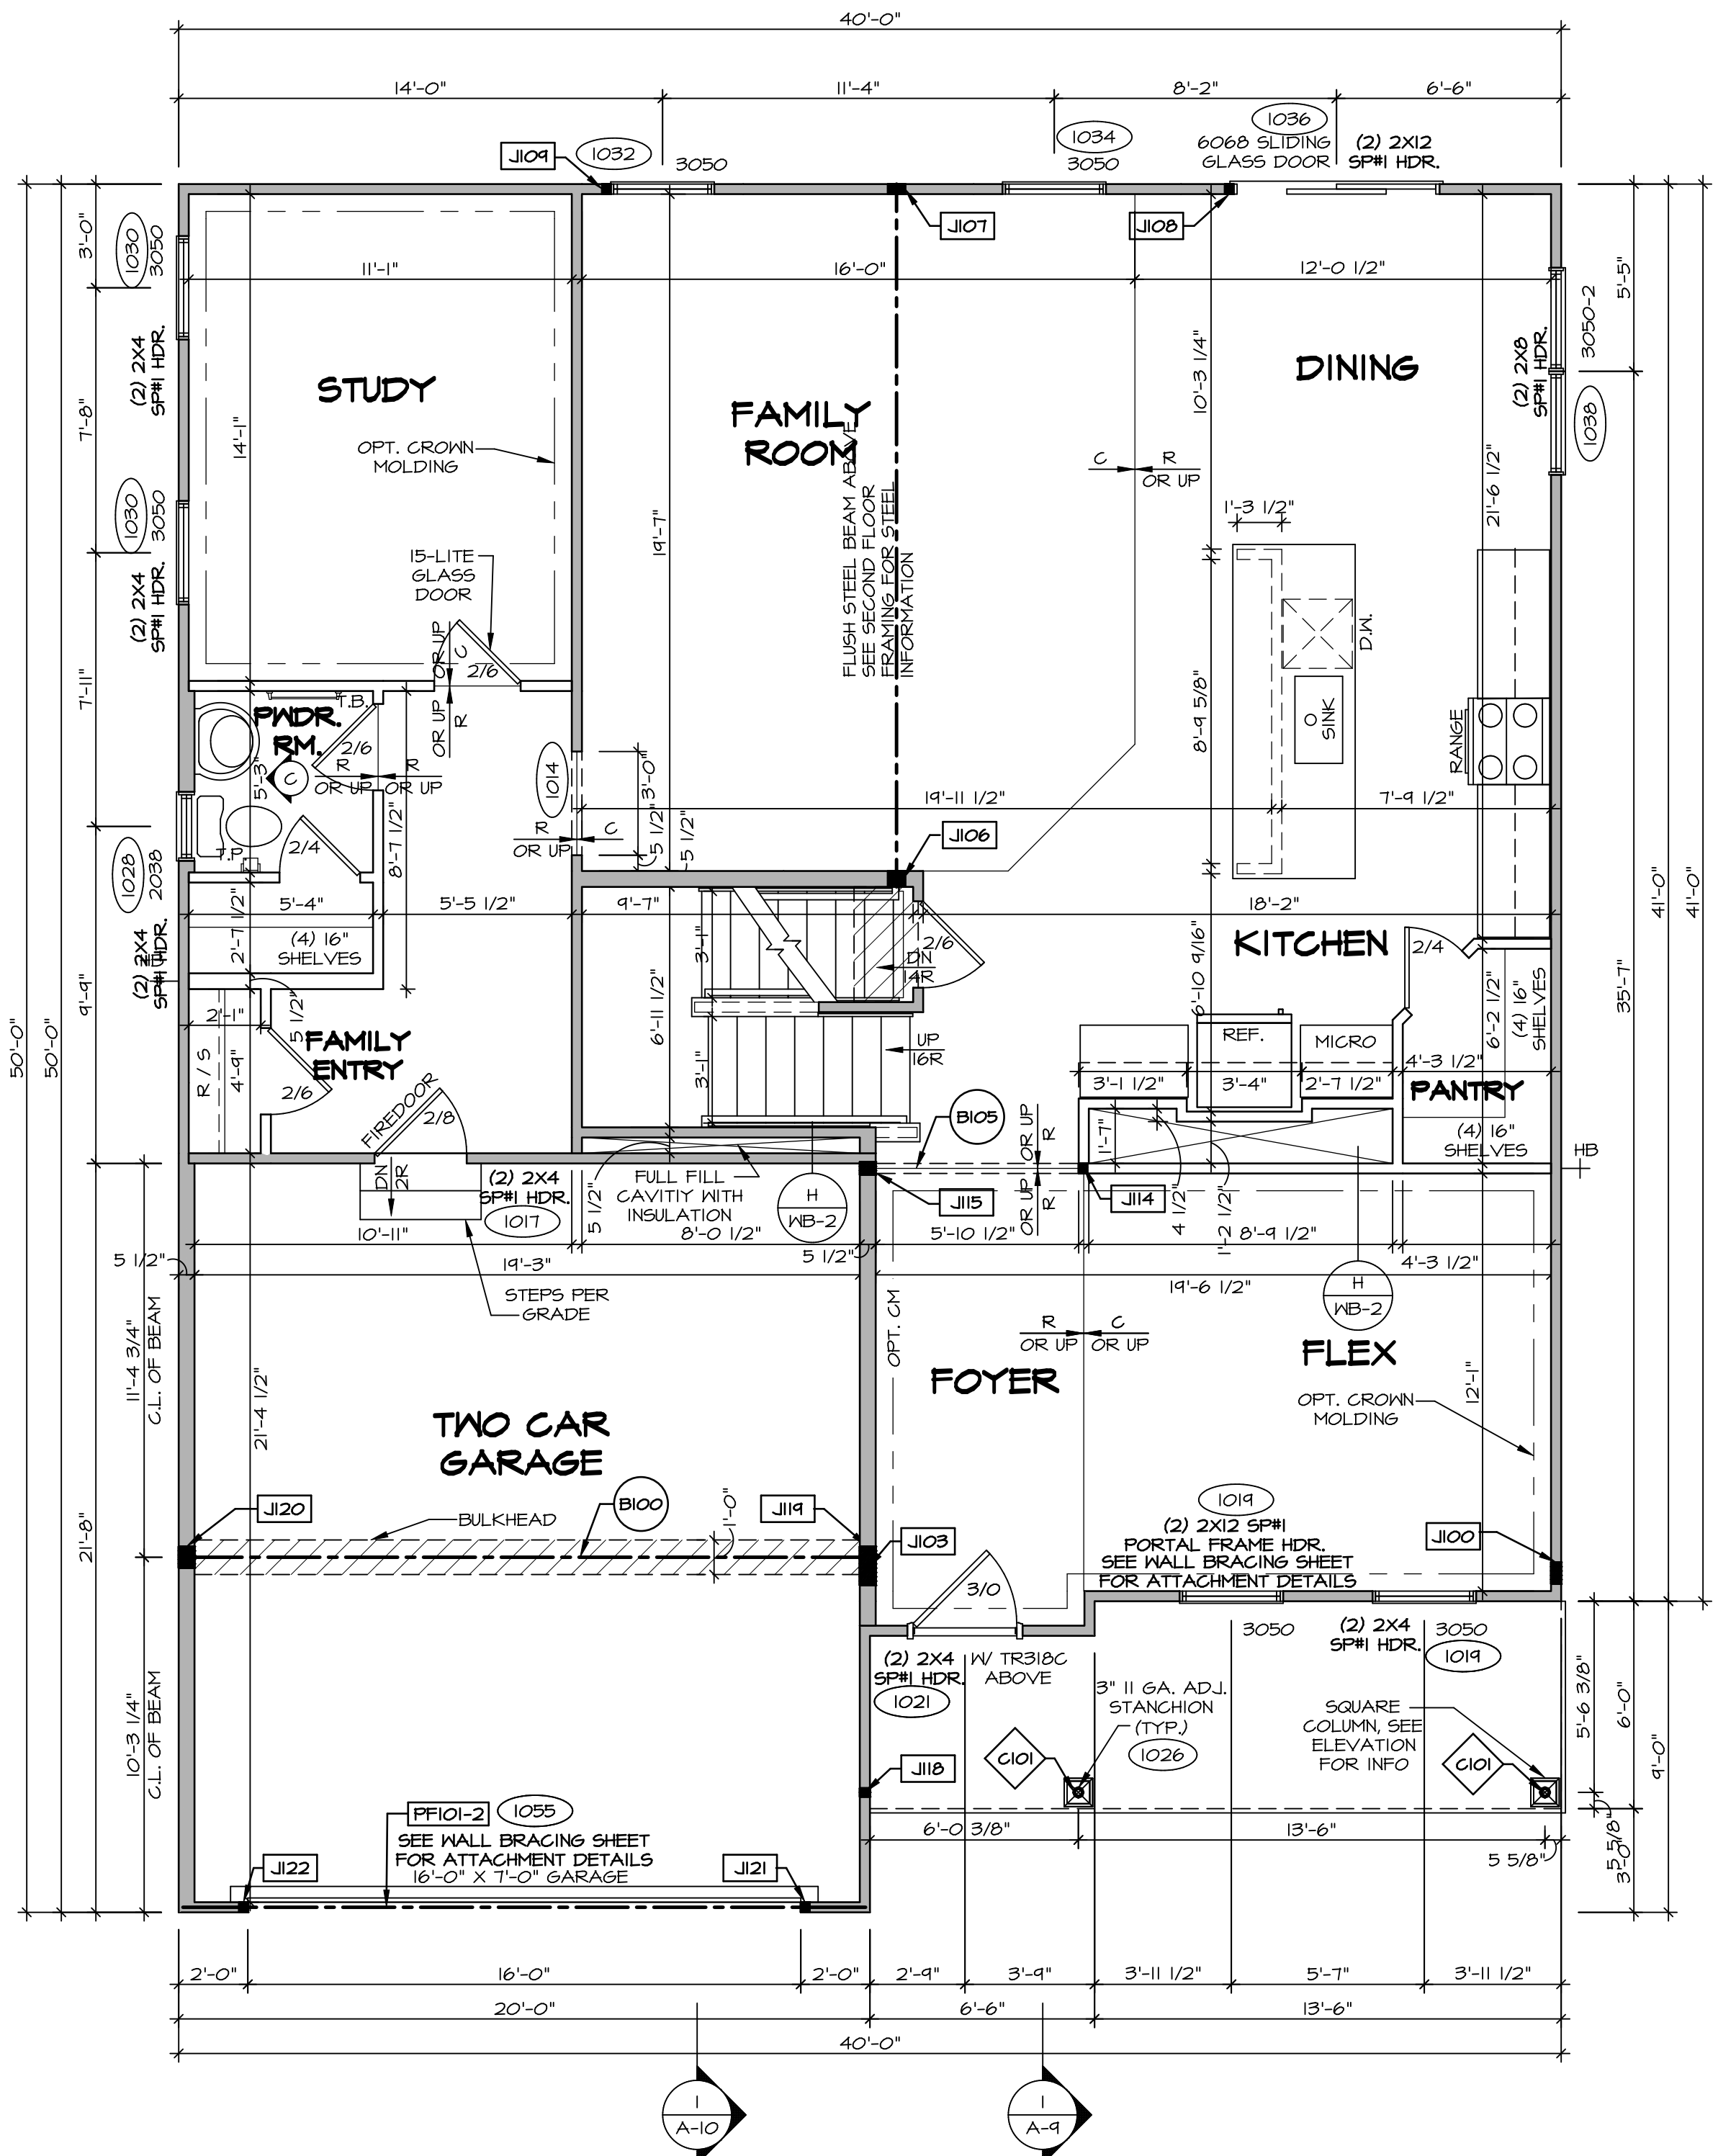 40'-0"
14'-0"
11'-4"
8'-2"
6'-6"
J109
1032
3050
1034
3050
1036
6068 SLIDING
GLASS DOOR
(2) 2X12
SP#1 HDR.
J107
J108
3'-0"
1030
3050
11'-1"
16'-0"
12'-0 1/2"
5'-5"
(2) 2X4
SP#1 HDR.
STUDY
FAMILY
ROOM
DINING
10'-3 1/4"
3050-2
(2) 2X8
SP#1 HDR.
1038
7'-8"
14'-1"
OPT. CROWN
MOLDING
C
R
OR UP
1030
3050
19'-7"
FLUSH STEEL BEAM ABOVE
SEE SECOND FLOOR
FRAMING FOR STEEL
INFORMATION
1'-3 1/2"
21'-6 1/2"
(2) 2X4
SP#1 HDR.
15-LITE
GLASS
DOOR
OR UP
C
2/6
OR UP
R
D.W.
8'-9 5/8"
SINK
RANGE
7'-11"
T.B.
PWDR.
RM.
2/6
C
R
OR UP
R
OR UP
5'-3"
1014
3'-0"
5 1/2"
5 1/2"
19'-11 1/2"
7'-9 1/2"
R
OR UP
C
J106
T.P.
2/4
8'-7 1/2"
1028
2038
(2) 2X4
SP#1 HDR.
HB
41'-0"
41'-0"
5'-4"
5'-5 1/2"
9'-7"
18'-2"
2'-7 1/2"
(4) 16"
SHELVES
3'-1"
2/6
DN
14R
KITCHEN
2/4
6'-10 9/16"
6'-2 1/2"
(4) 16"
SHELVES
35'-7"
9'-9"
2'-1"
5 1/2"
FAMILY
ENTRY
R / S
4'-9"
2/6
6'-11 1/2"
3'-1"
UP
16R
REF.
MICRO
50'-0"
50'-0"
3'-1 1/2"
3'-4"
2'-7 1/2"
4'-3 1/2"
PANTRY
FIREDOOR
2/8
B105
OR UP
R
1'-7"
(4) 16"
SHELVES
HB
DN
2R
(2) 2X4
SP#1 HDR.
1017
5 1/2"
FULL FILL
CAVITIY WITH
INSULATION
H
WB-2
J115
OR UP
R
J114
4 1/2"
1'-2 1/2"
10'-11"
8'-0 1/2"
5'-10 1/2"
8'-9 1/2"
5 1/2"
5 1/2"
19'-3"
4'-3 1/2"
19'-6 1/2"
STEPS PER
GRADE
H
WB-2
OPT. CM
R
OR UP
C
OR UP
FLEX
FOYER
11'-4 3/4"
C.L. OF BEAM
21'-4 1/2"
12'-1"
OPT. CROWN
MOLDING
TWO CAR
GARAGE
J120
B100
BULKHEAD
1'-0"
J119
J103
1019
(2) 2X12 SP#1
PORTAL FRAME HDR.
SEE WALL BRACING SHEET
FOR ATTACHMENT DETAILS
J100
21'-8"
3/0
3050
(2) 2X4
SP#1 HDR.
3050
1019
(2) 2X4
SP#1 HDR.
1021
W/ TR318C
ABOVE
3" 11 GA. ADJ.
STANCHION
(TYP.)
1026
SQUARE
COLUMN, SEE
ELEVATION
FOR INFO
5'-6 3/8"
6'-0"
9'-0"
10'-3 1/4"
C.L. OF BEAM
C101
C101
J118
PF101-2
1055
SEE WALL BRACING SHEET
FOR ATTACHMENT DETAILS
16'-0" X 7'-0" GARAGE
6'-0 3/8"
13'-6"
5 5/8"
5 5/8"
3'-0"
J122
J121
2'-0"
16'-0"
2'-0"
2'-9"
3'-9"
3'-11 1/2"
5'-7"
3'-11 1/2"
20'-0"
6'-6"
13'-6"
40'-0"
1
A-10
1
A-9